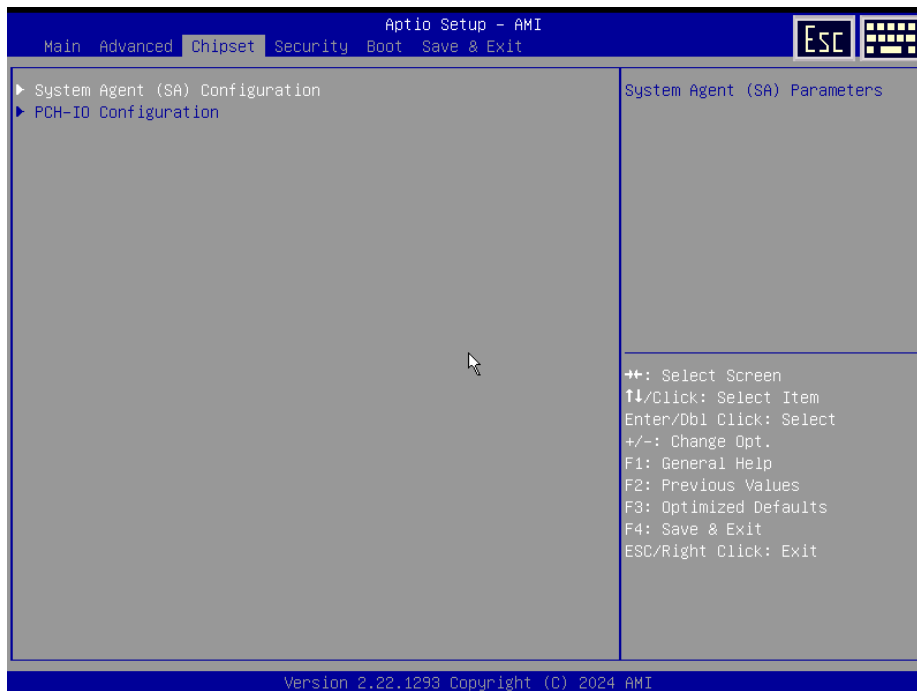 Aptio Setup - AMI
Main Advanced Chipset Security Boot Save & Exit
Esc
System Agent (SA) Configuration
PCH-IO Configuration
System Agent (SA) Parameters
→←: Select Screen
↑↓/Click: Select Item
Enter/Dbl Click: Select
+/-: Change Opt.
F1: General Help
F2: Previous Values
F3: Optimized Defaults
F4: Save & Exit
ESC/Right Click: Exit
Version 2.22.1293 Copyright (C) 2024 AMI